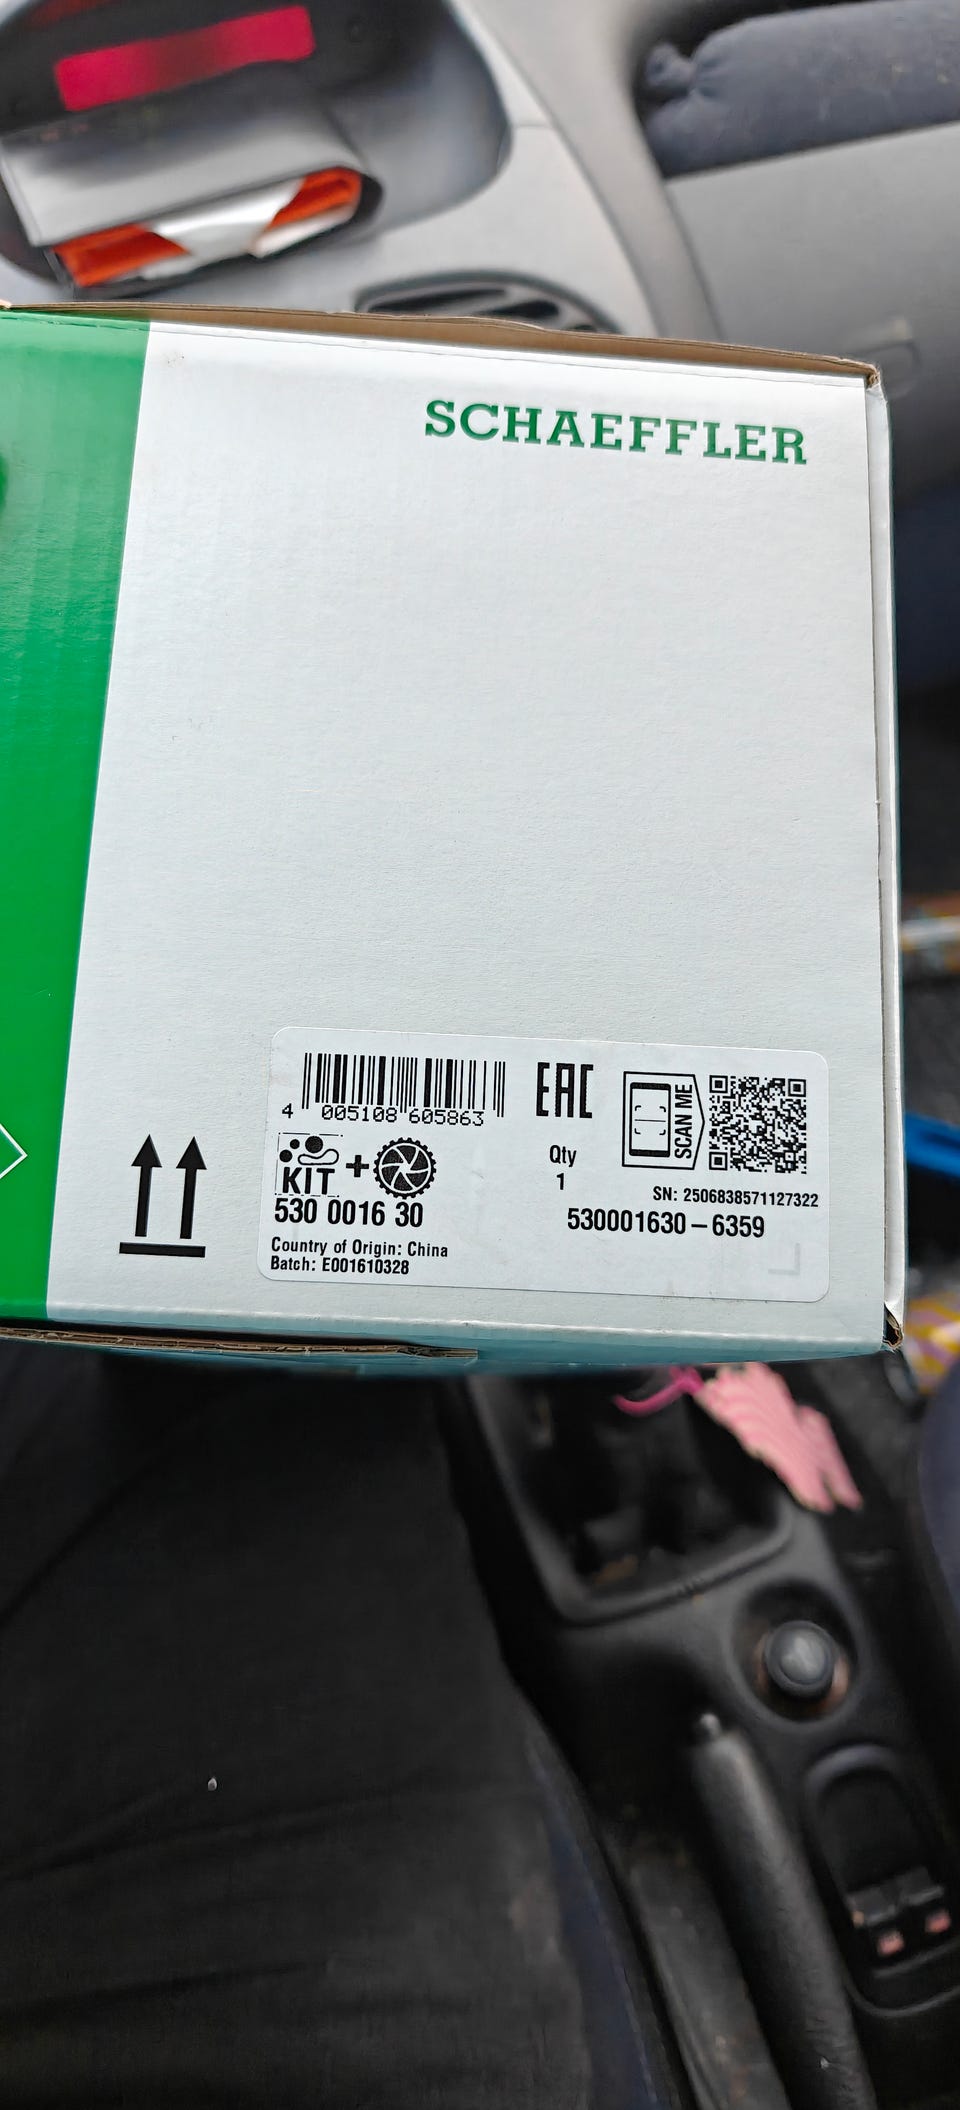 SCHAEFFLER
4 005108 605863
EAC
SCAN ME
KIT +
Qty
1
SN: 2506838571127322
530 0016 30
530001630 – 6359
Country of Origin: China
Batch: E001610328